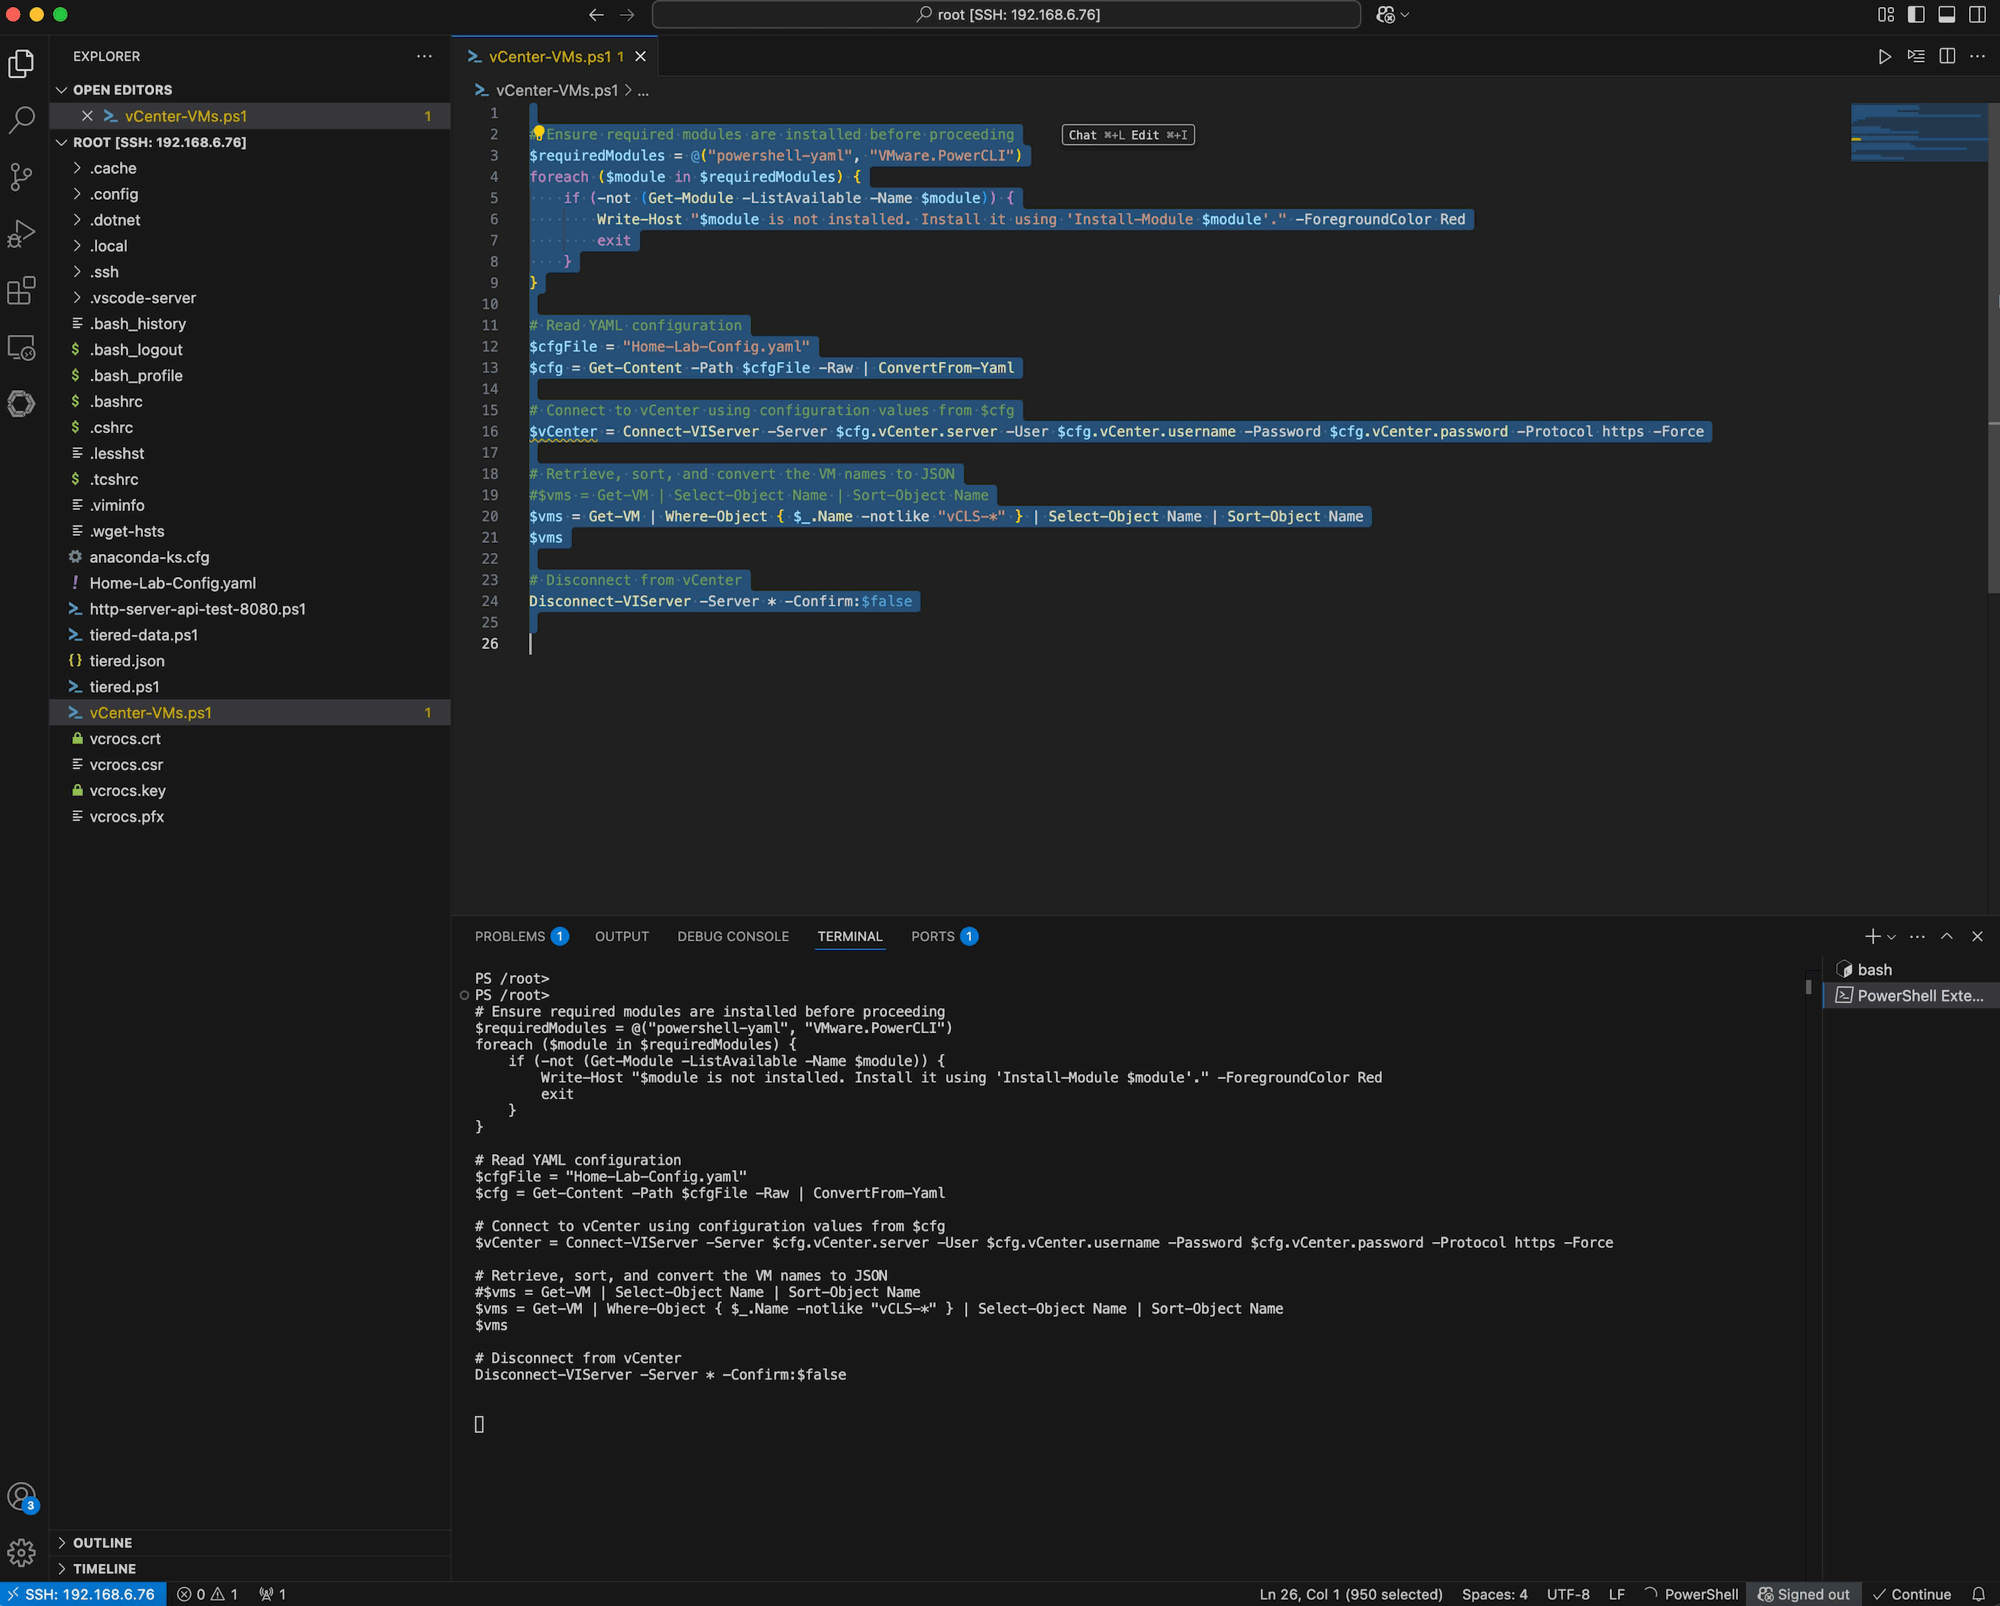 root [SSH: 192.168.6.76]
EXPLORER
OPEN EDITORS
vCenter-VMs.ps1 1
ROOT [SSH: 192.168.6.76]
.cache
.config
.dotnet
.local
.ssh
.vscode-server
.bash_history
.bash_logout
.bash_profile
.bashrc
.cshrc
.lesshst
.tcshrc
.viminfo
.wget-hsts
anaconda-ks.cfg
Home-Lab-Config.yaml
http-server-api-test-8080.ps1
tiered-data.ps1
tiered.json
tiered.ps1
vCenter-VMs.ps1 1
vcrocs.crt
vcrocs.csr
vcrocs.key
vcrocs.pfx
3
OUTLINE
TIMELINE
vCenter-VMs.ps1 1
vCenter-VMs.ps1 > ...
1
2 # Ensure required modules are installed before proceeding
Chat ⌘+L Edit ⌘+I
3 $requiredModules = @("powershell-yaml", "VMware.PowerCLI")
4 foreach ($module in $requiredModules) {
5 if (-not (Get-Module -ListAvailable -Name $module)) {
6 Write-Host "$module is not installed. Install it using 'Install-Module $module'." -ForegroundColor Red
7 exit
8 }
9 }
10
11 # Read YAML configuration
12 $cfgFile = "Home-Lab-Config.yaml"
13 $cfg = Get-Content -Path $cfgFile -Raw | ConvertFrom-Yaml
14
15 # Connect to vCenter using configuration values from $cfg
16 $vCenter = Connect-VIServer -Server $cfg.vCenter.server -User $cfg.vCenter.username -Password $cfg.vCenter.password -Protocol https -Force
17
18 # Retrieve, sort, and convert the VM names to JSON
19 #$vms = Get-VM | Select-Object Name | Sort-Object Name
20 $vms = Get-VM | Where-Object { $_.Name -notlike "vCLS-*" } | Select-Object Name | Sort-Object Name
21 $vms
22
23 # Disconnect from vCenter
24 Disconnect-VIServer -Server * -Confirm:$false
25
26
PROBLEMS 1 OUTPUT DEBUG CONSOLE TERMINAL PORTS 1
PS /root>
PS /root>
# Ensure required modules are installed before proceeding
$requiredModules = @("powershell-yaml", "VMware.PowerCLI")
foreach ($module in $requiredModules) {
if (-not (Get-Module -ListAvailable -Name $module)) {
Write-Host "$module is not installed. Install it using 'Install-Module $module'." -ForegroundColor Red
exit
}
}
# Read YAML configuration
$cfgFile = "Home-Lab-Config.yaml"
$cfg = Get-Content -Path $cfgFile -Raw | ConvertFrom-Yaml
# Connect to vCenter using configuration values from $cfg
$vCenter = Connect-VIServer -Server $cfg.vCenter.server -User $cfg.vCenter.username -Password $cfg.vCenter.password -Protocol https -Force
# Retrieve, sort, and convert the VM names to JSON
#$vms = Get-VM | Select-Object Name | Sort-Object Name
$vms = Get-VM | Where-Object { $_.Name -notlike "vCLS-*" } | Select-Object Name | Sort-Object Name
$vms
# Disconnect from vCenter
Disconnect-VIServer -Server * -Confirm:$false
bash
PowerShell Exte...
SSH: 192.168.6.76 0 1 1 Ln 26, Col 1 (950 selected) Spaces: 4 UTF-8 LF PowerShell Signed out Continue